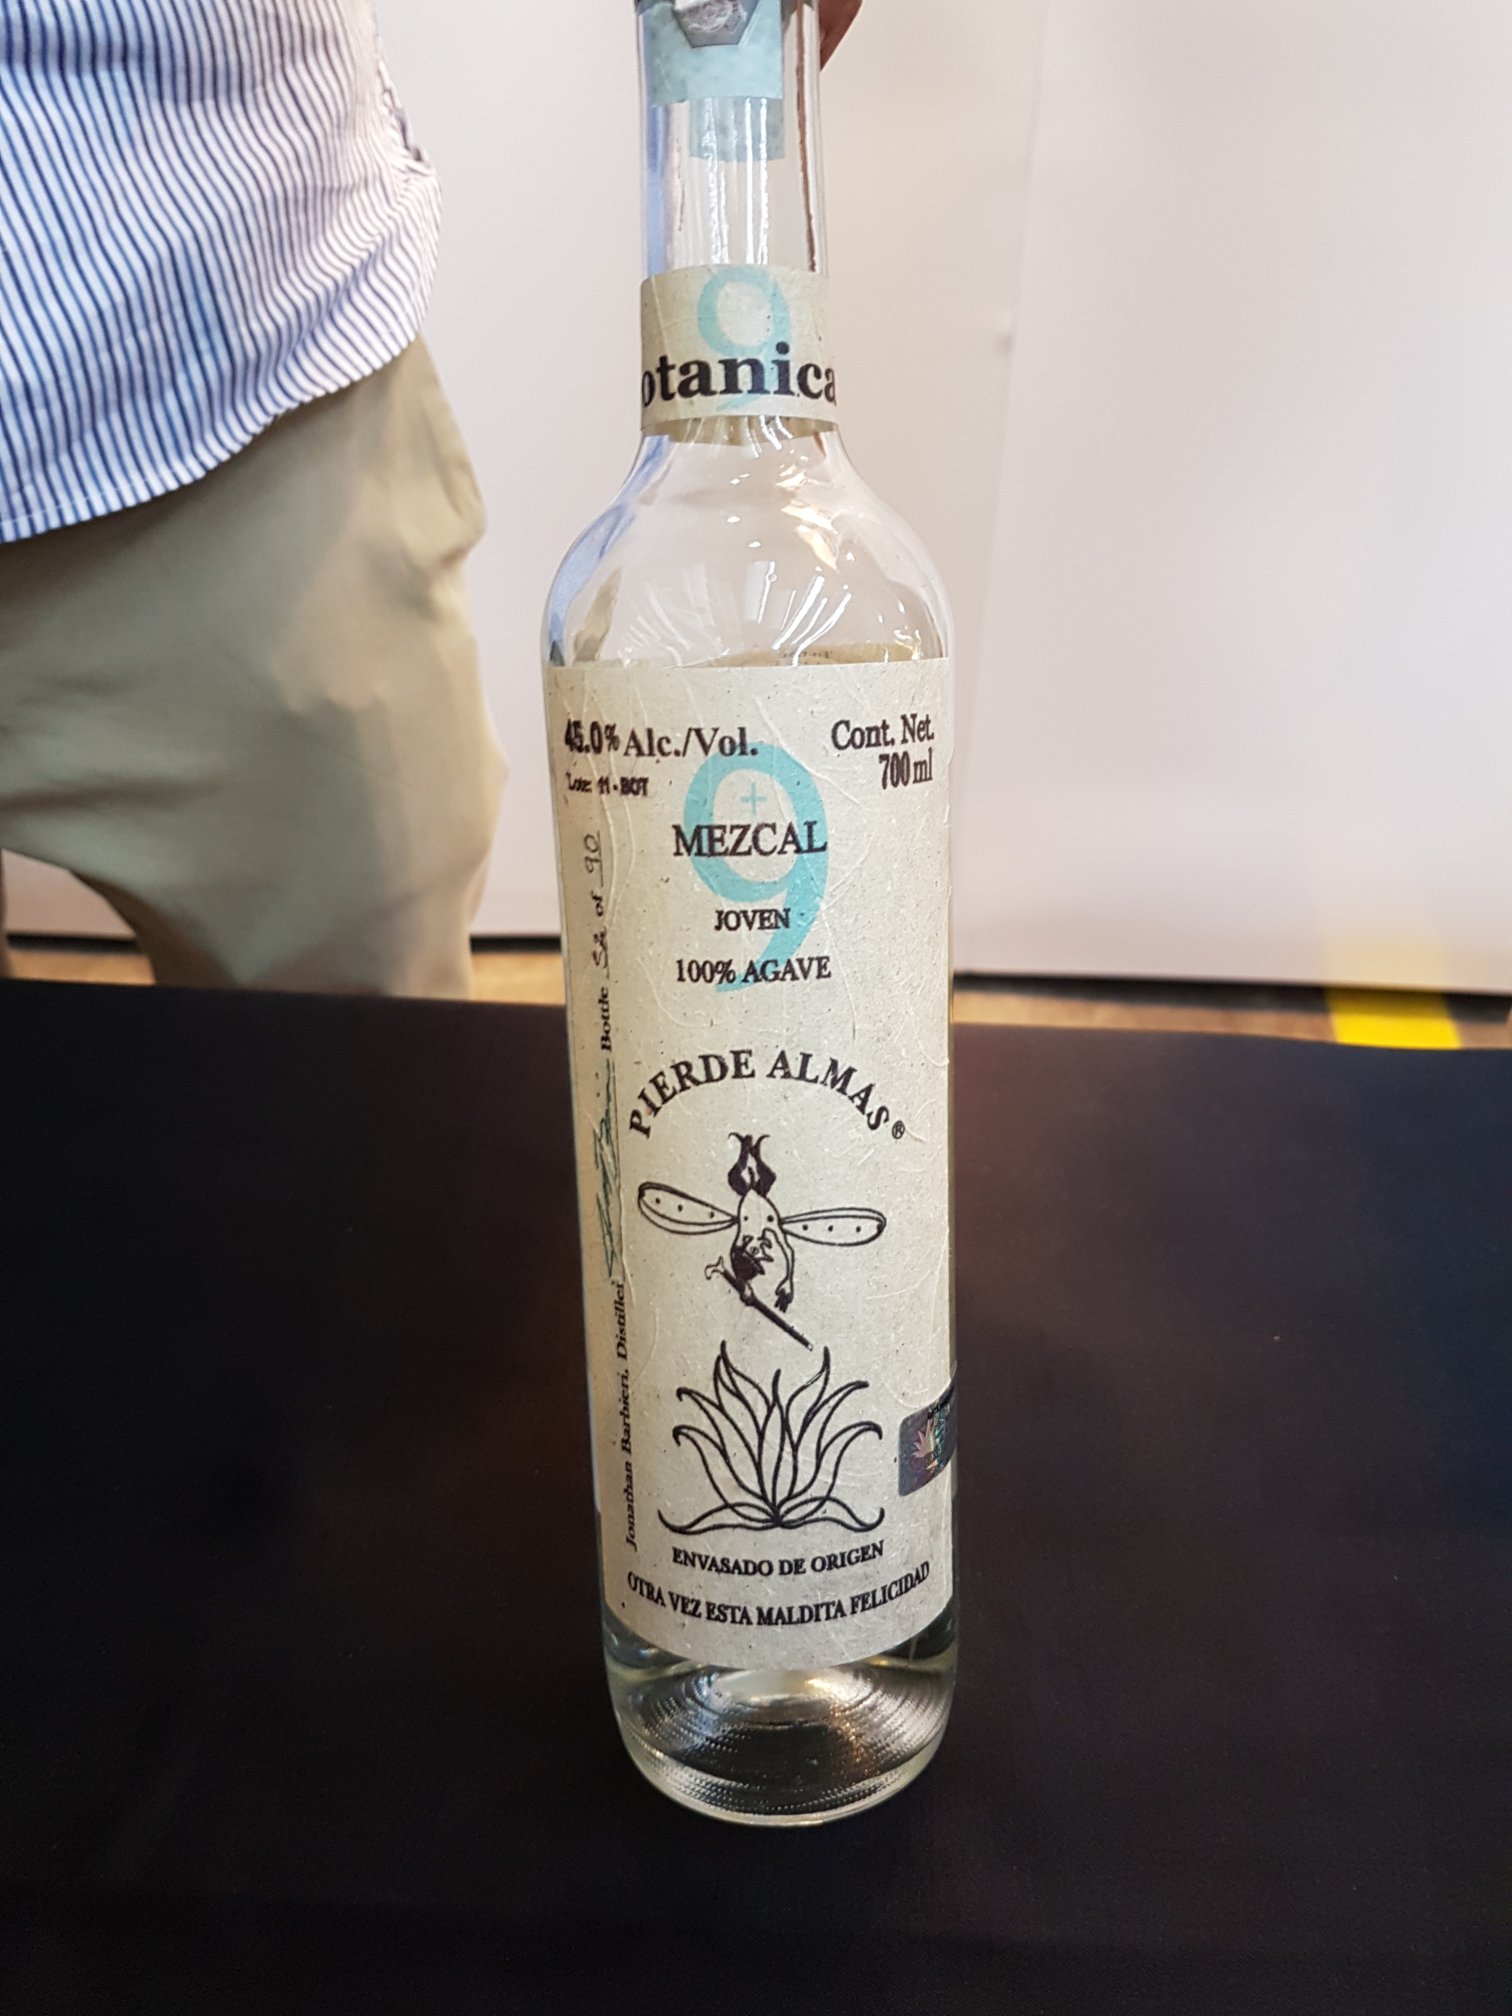 9
otanica
45.0% Alc./Vol.
Cont. Net.
700 ml
Lote: 11 - BOT
9
+
MEZCAL
JOVEN
100% AGAVE
PIERDE ALMAS®
ENVASADO DE ORIGEN
OTRA VEZ ESTA MALDITA FELICIDAD
Jonathan Barbieri, Distiller Bottle of 90